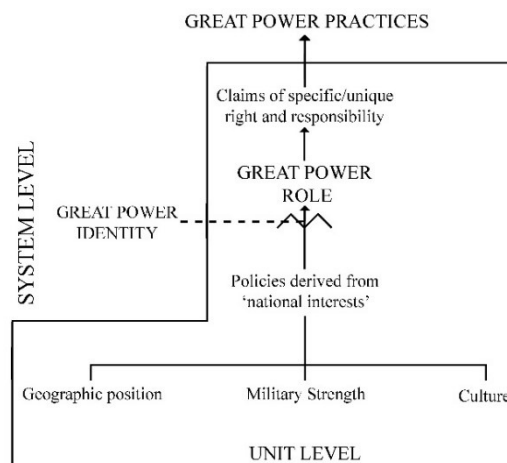 GREAT POWER PRACTICES
Claims of specific/unique
right and responsibility
GREAT POWER
ROLE
GREAT POWER
IDENTITY
SYSTEM LEVEL
Policies derived from
‘national interests’
Geographic position
Military Strength
Culture
UNIT LEVEL